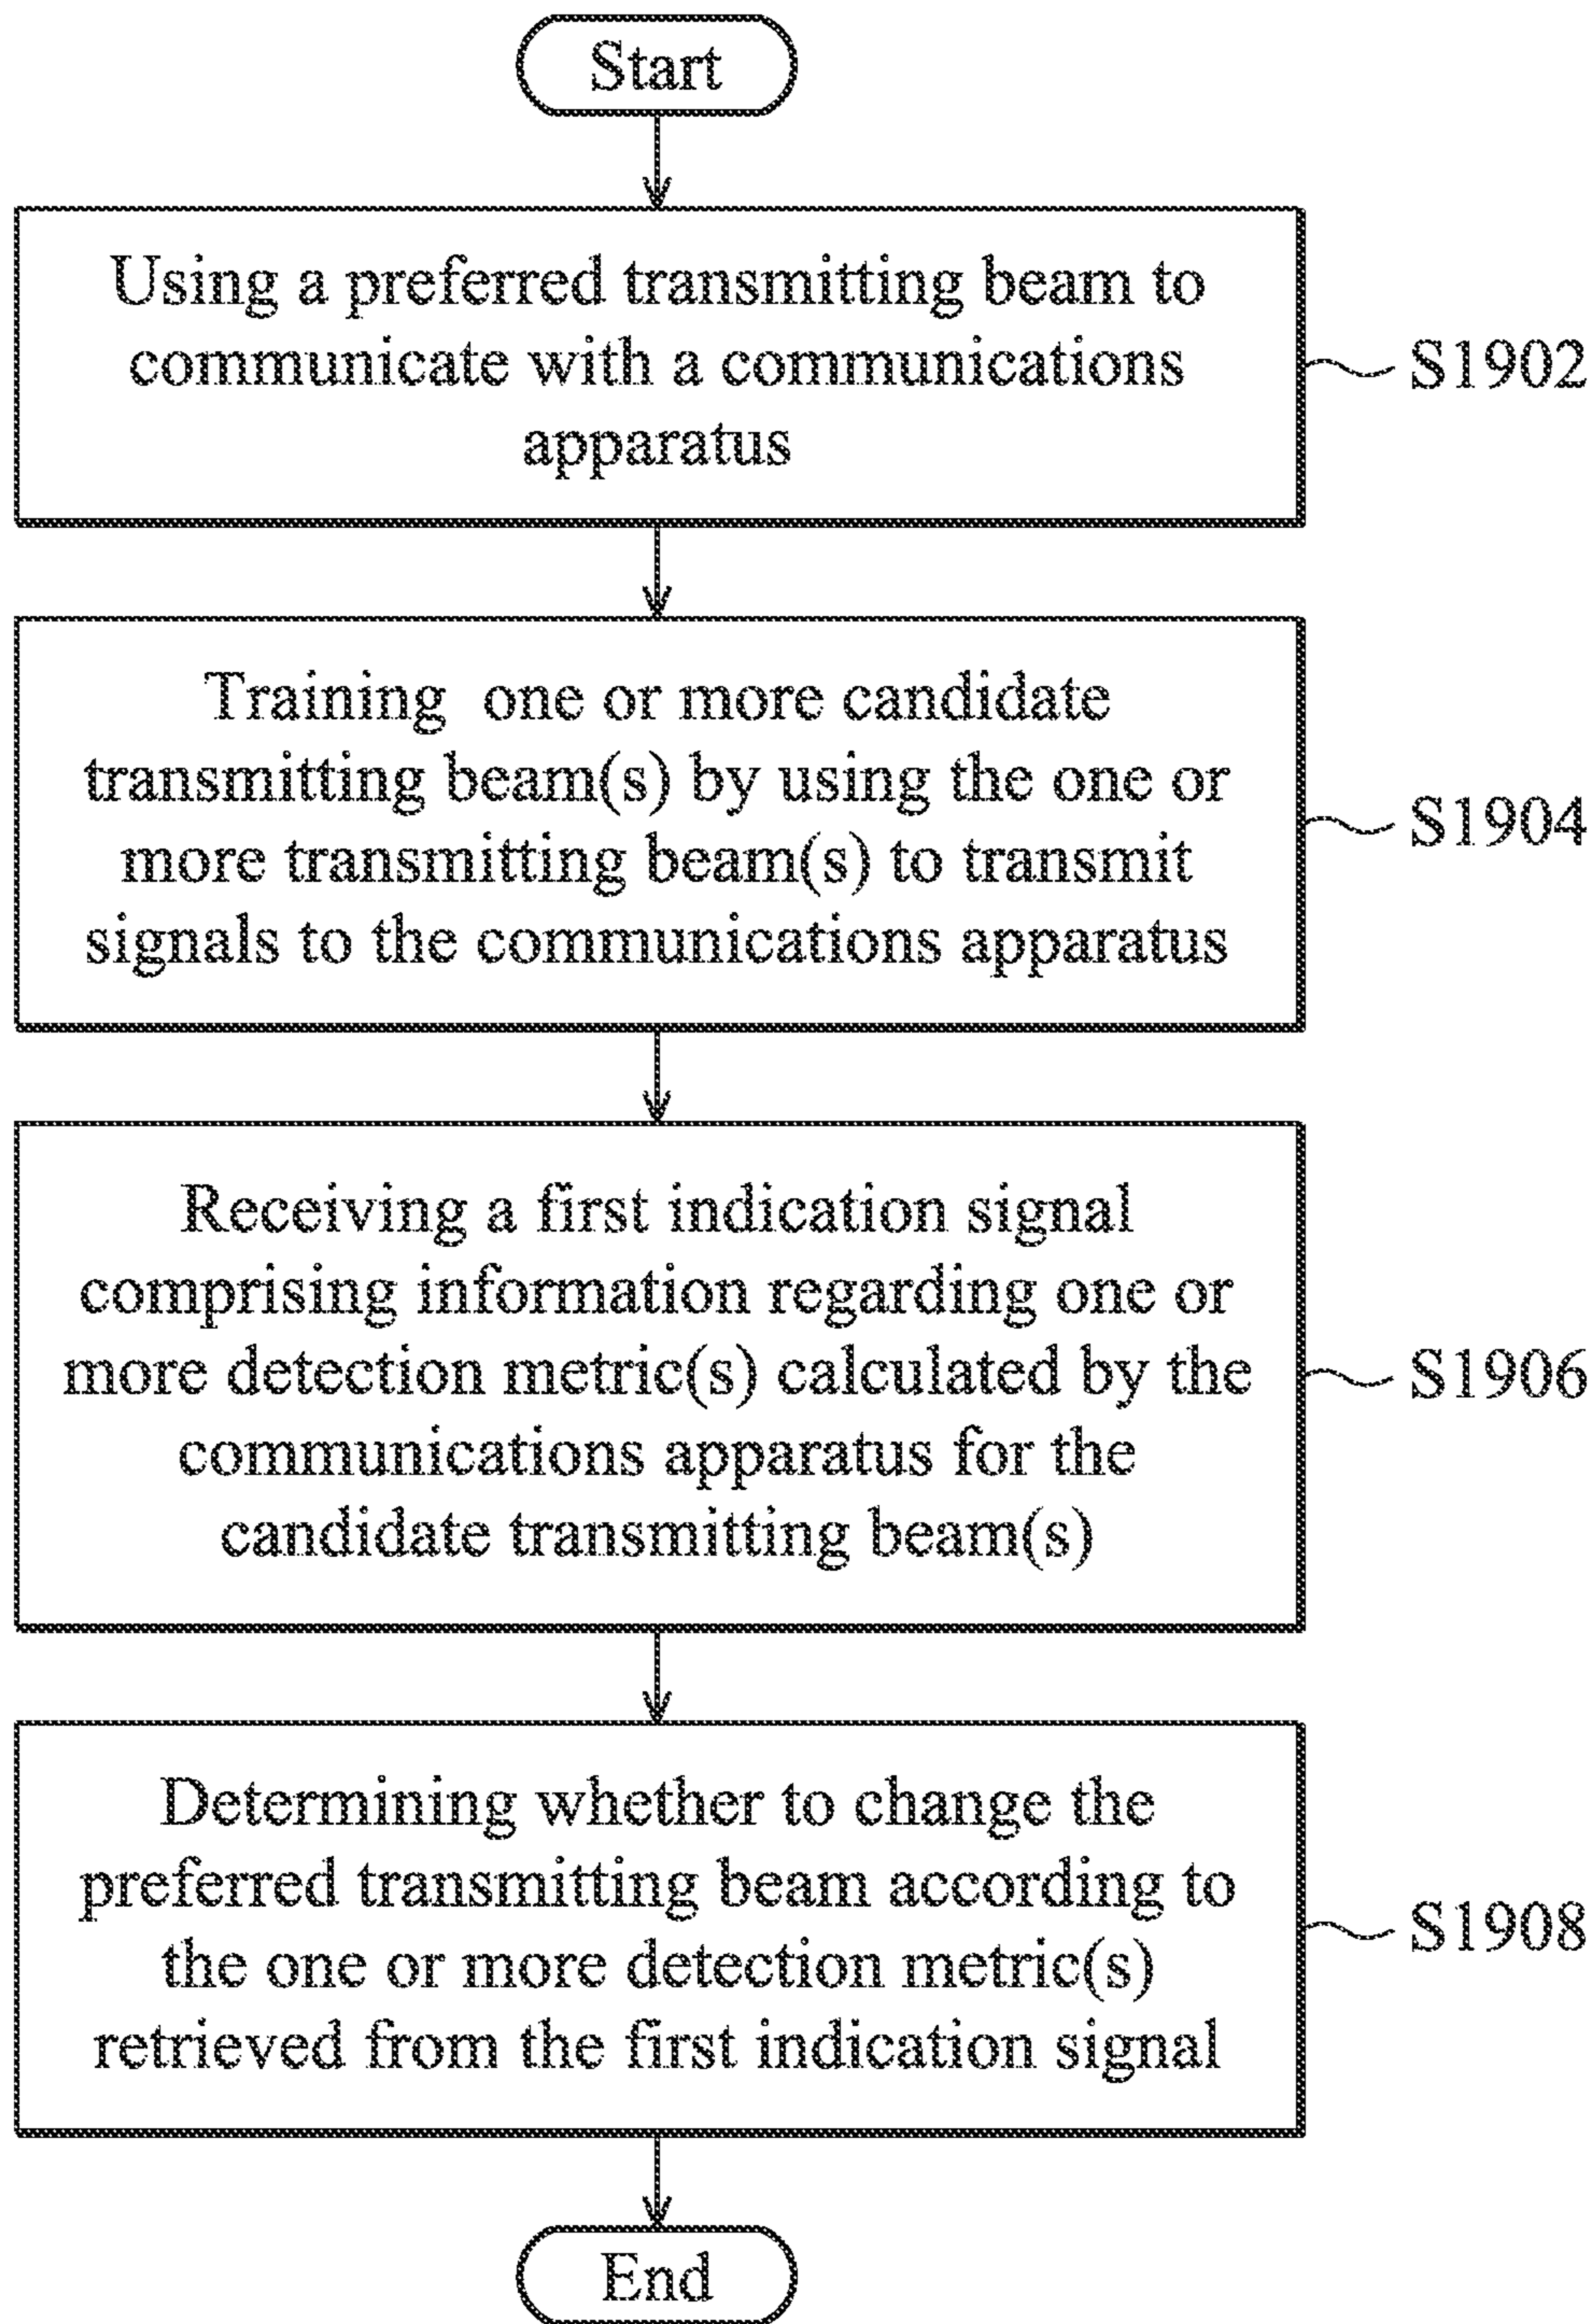 Start
Using a preferred transmitting beam to
communicate with a communications
apparatus
S1902
Training one or more candidate
transmitting beam(s) by using the one or
more transmitting beam(s) to transmit
signals to the communications apparatus
S1904
Receiving a first indication signal
comprising information regarding one or
more detection metric(s) calculated by the
communications apparatus for the
candidate transmitting beam(s)
S1906
Determining whether to change the
preferred transmitting beam according to
the one or more detection metric(s)
retrieved from the first indication signal
S1908
End